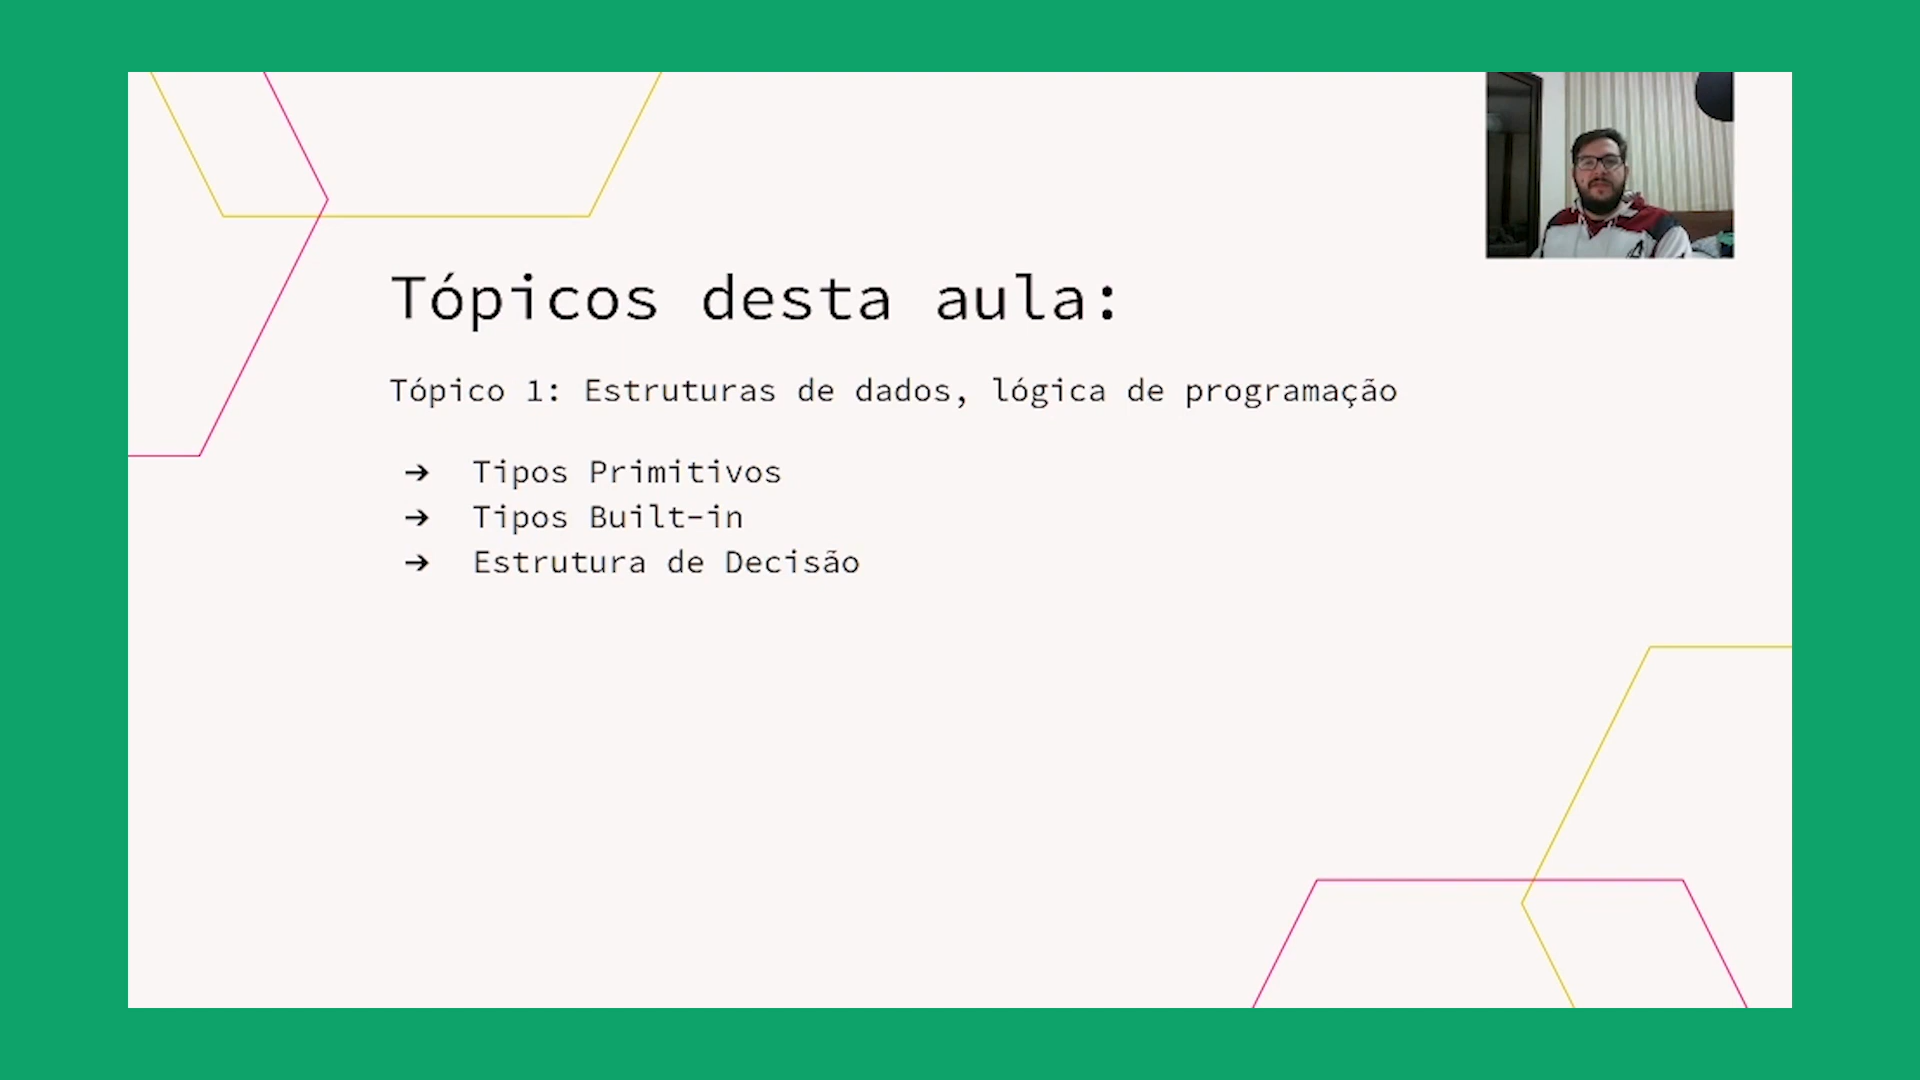 Tópicos desta aula:
Tópico 1: Estruturas de dados, lógica de programação
➔ Tipos Primitivos
➔ Tipos Built-in
➔ Estrutura de Decisão